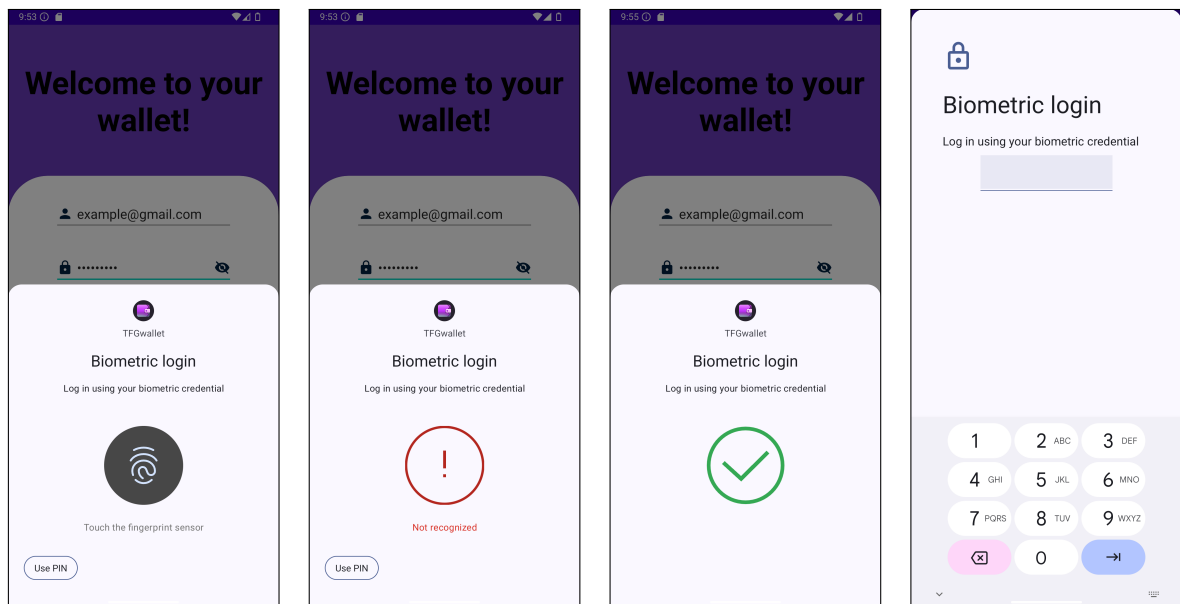 9:53
Welcome to your
wallet!
example@gmail.com
•••••••••
TFGwallet
Biometric login
Log in using your biometric credential
Touch the fingerprint sensor
Use PIN
9:53
Welcome to your
wallet!
example@gmail.com
•••••••••
TFGwallet
Biometric login
Log in using your biometric credential
!
Not recognized
Use PIN
9:55
Welcome to your
wallet!
example@gmail.com
•••••••••
TFGwallet
Biometric login
Log in using your biometric credential
Biometric login
Log in using your biometric credential
1 2 ABC 3 DEF
4 GHI 5 JKL 6 MNO
7 PQRS 8 TUV 9 WXYZ
0